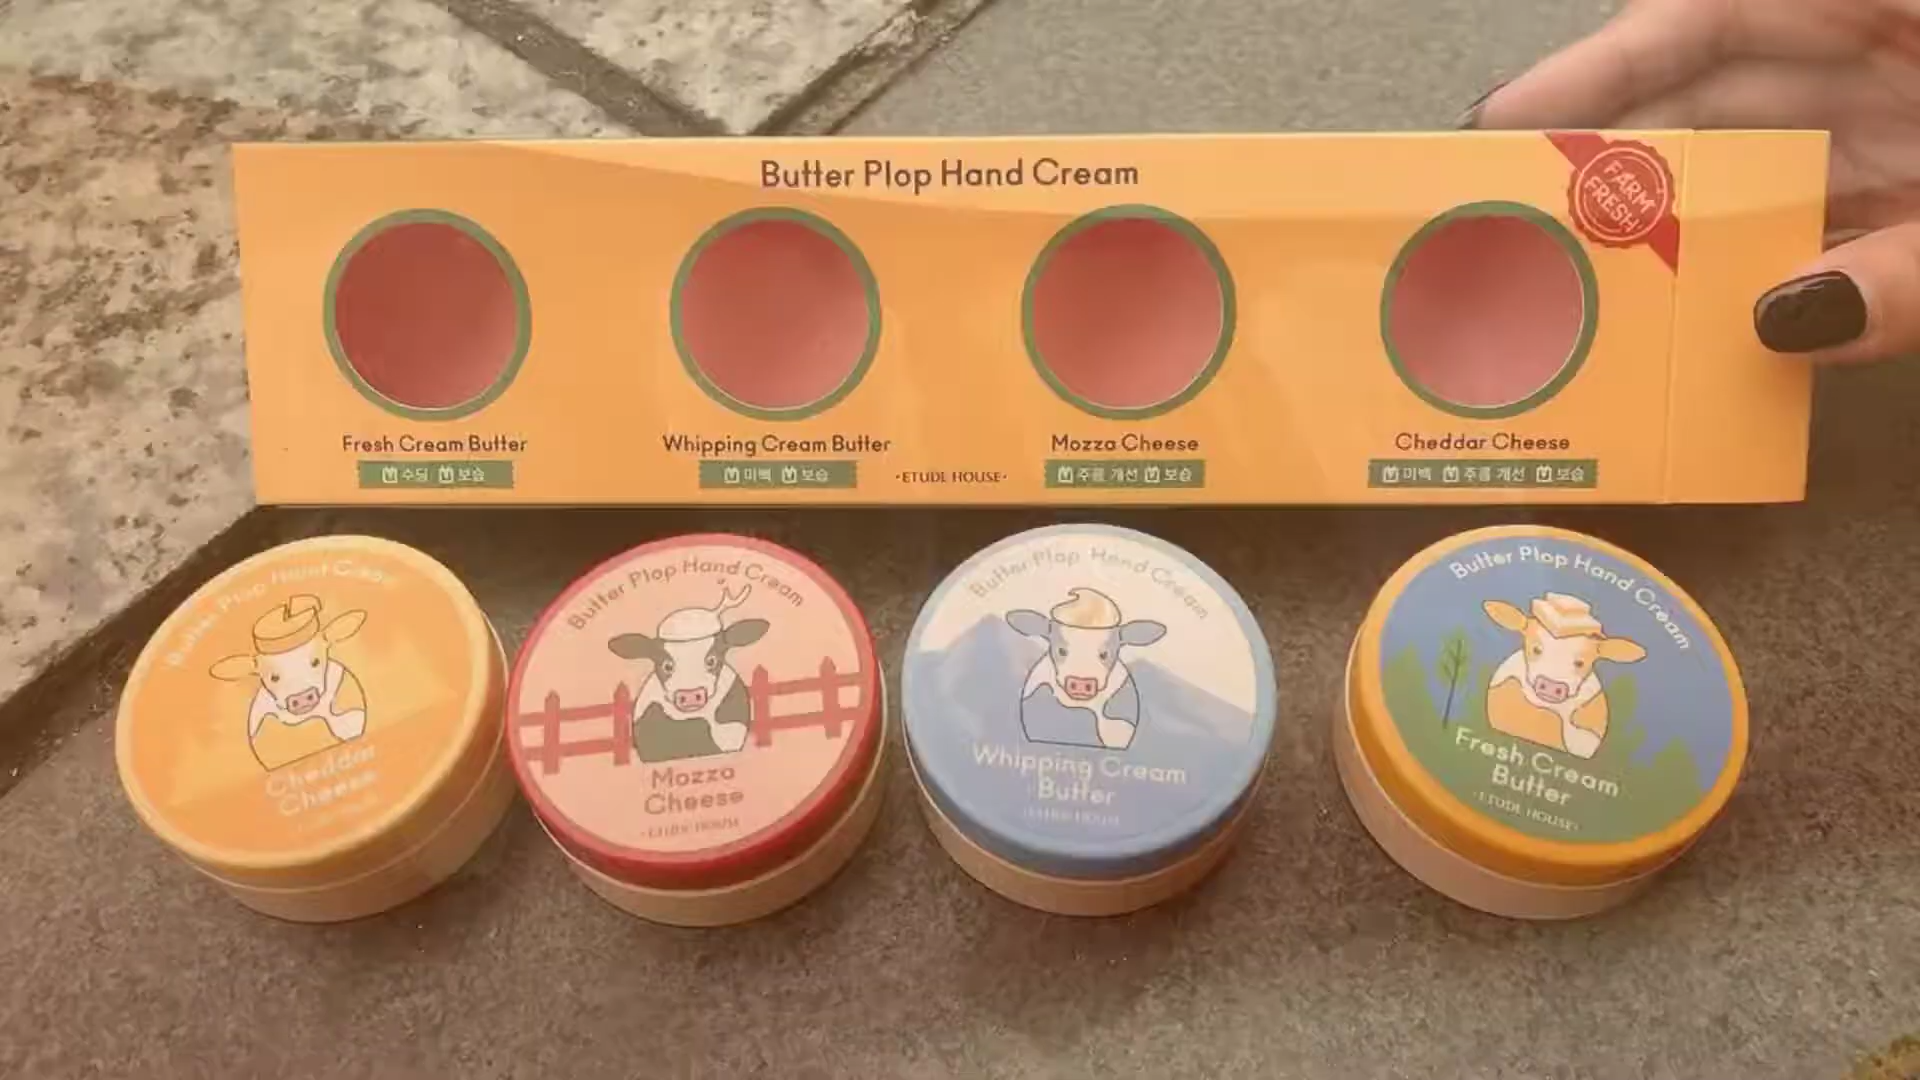 Butter Plop Hand Cream
FARM
FRESH
Fresh Cream Butter
수딩 보습
Whipping Cream Butter
미백 보습
·ETUDE HOUSE·
Mozza Cheese
주름 개선 보습
Cheddar Cheese
미백 주름 개선 보습
Butter Plop Hand Cream
Cheddar
Cheese
Butter Plop Hand Cream
Mozza
Cheese
·ETUDE HOUSE·
Butter Plop Hand Cream
Whipping Cream
Butter
·ETUDE HOUSE·
Butter Plop Hand Cream
Fresh Cream
Butter
·ETUDE HOUSE·